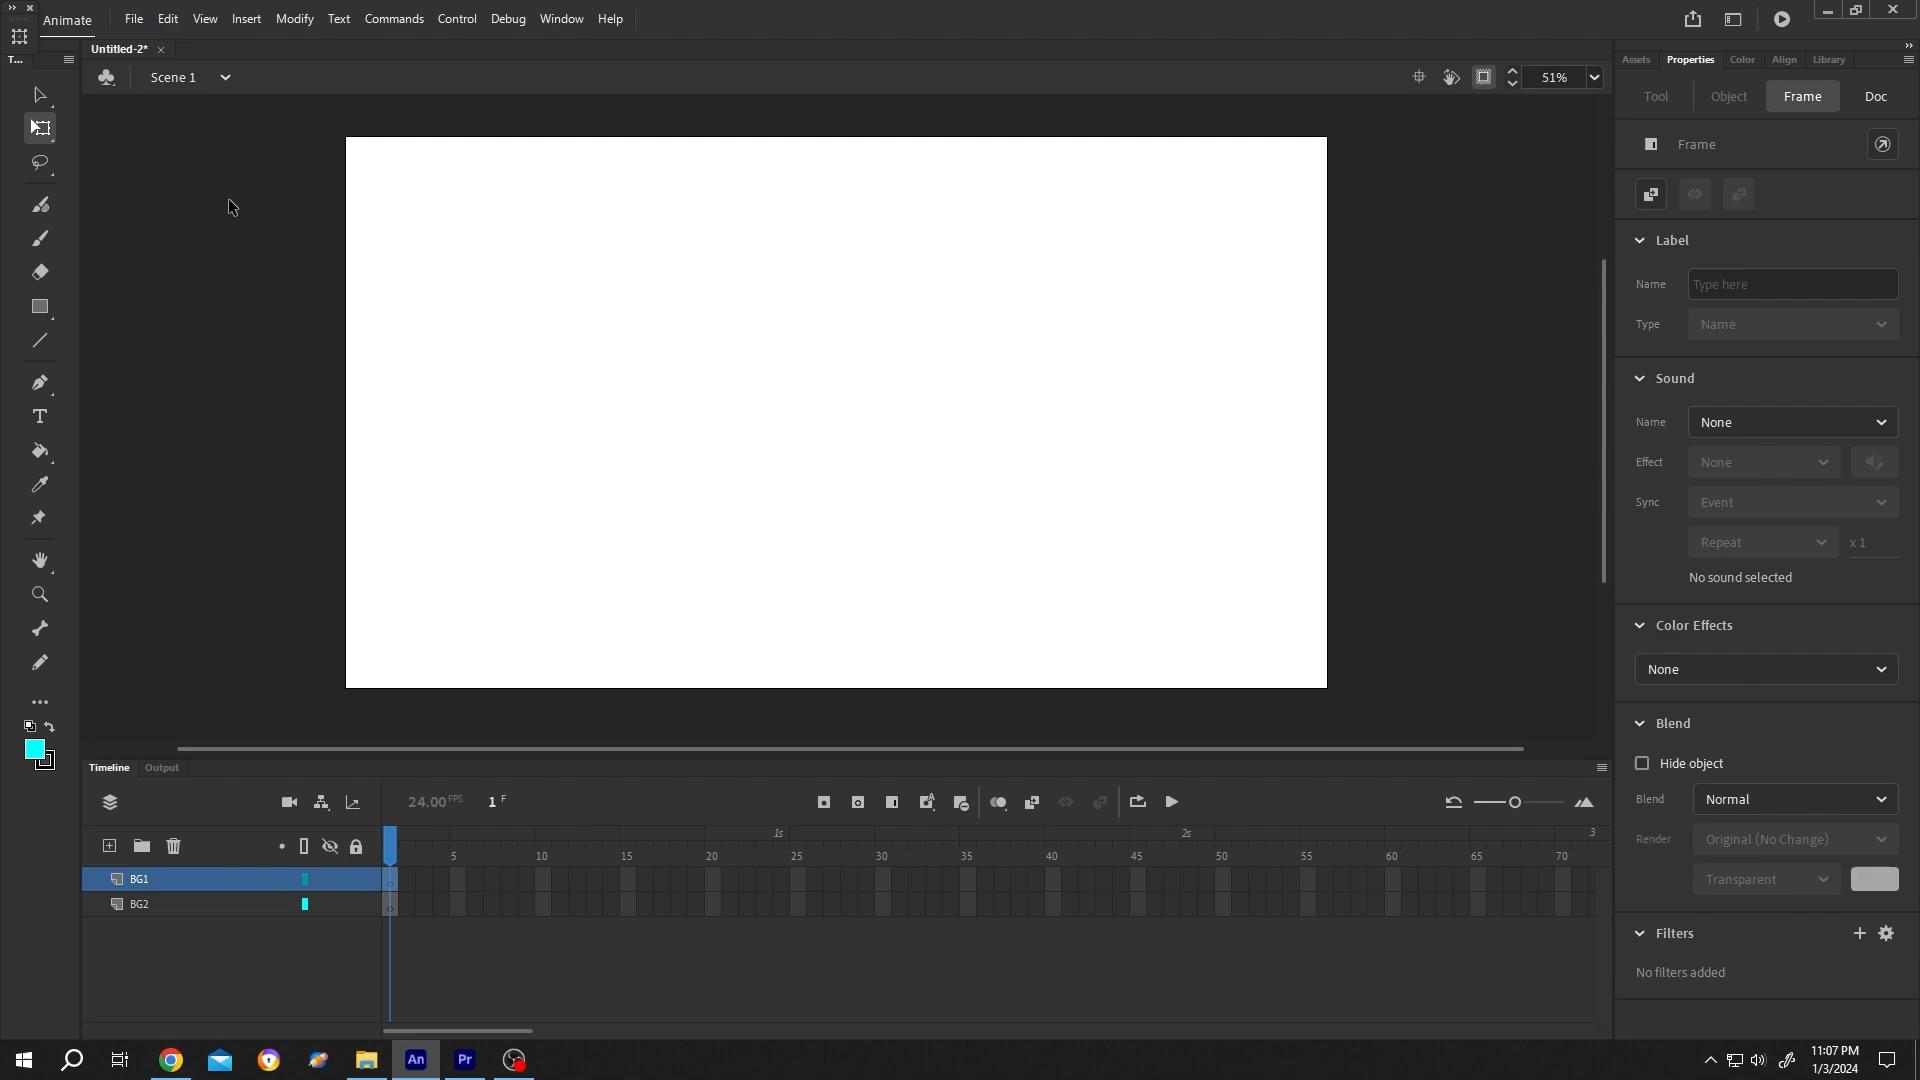 Animate
File Edit View Insert Modify Text Commands Control Debug Window Help
T...
Untitled-2*
Scene 1
51%
Assets Properties Color Align Library
Tool Object Frame Doc
Frame
Label
Name Type here
Type Name
Sound
Name None
Effect None
Sync Event
Repeat x 1
No sound selected
Color Effects
None
Blend
Hide object
Blend Normal
Render Original (No Change)
Transparent
Filters
No filters added
Timeline Output
24.00 FPS 1 F
1s 2s 3
5 10 15 20 25 30 35 40 45 50 55 60 65 70
BG1
BG2
An Pr
11:07 PM
1/3/2024